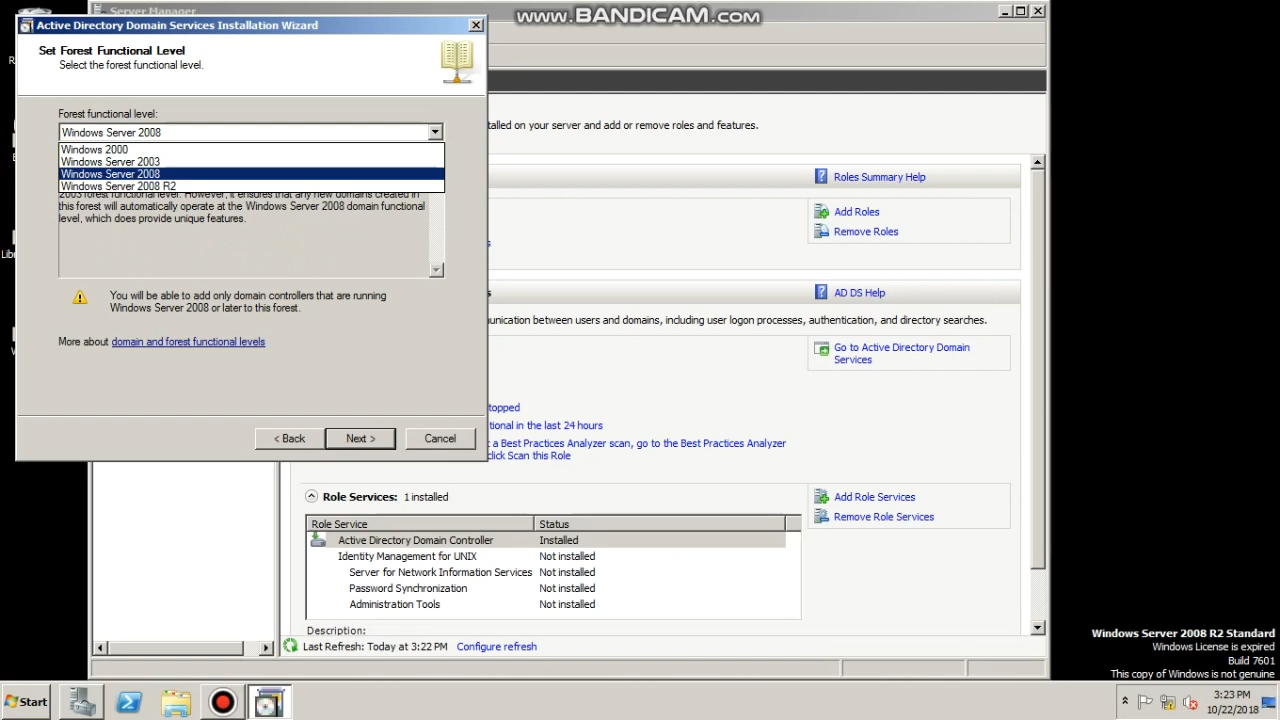 Server Manager
www.BANDICAM.com
Active Directory Domain Services Installation Wizard
Set Forest Functional Level
Select the forest functional level.
Forest functional level:
Windows Server 2008
Windows 2000
Windows Server 2003
Windows Server 2008
Windows Server 2008 R2
2003 forest functional level. However, it ensures that any new domains created in
this forest will automatically operate at the Windows Server 2008 domain functional
level, which does provide unique features.
You will be able to add only domain controllers that are running
Windows Server 2008 or later to this forest.
More about domain and forest functional levels
< Back
Next >
Cancel
talled on your server and add or remove roles and features.
Roles Summary Help
Add Roles
Remove Roles
AD DS Help
unication between users and domains, including user logon processes, authentication, and directory searches.
Go to Active Directory Domain
Services
topped
tional in the last 24 hours
t a Best Practices Analyzer scan, go to the Best Practices Analyzer
click Scan this Role
Role Services: 1 installed
Add Role Services
Remove Role Services
Role Service Status
Active Directory Domain Controller Installed
Identity Management for UNIX Not installed
Server for Network Information Services Not installed
Password Synchronization Not installed
Administration Tools Not installed
Description:
Last Refresh: Today at 3:22 PM Configure refresh
Windows Server 2008 R2 Standard
Windows License is expired
Build 7601
This copy of Windows is not genuine
Start
3:23 PM
10/22/2018